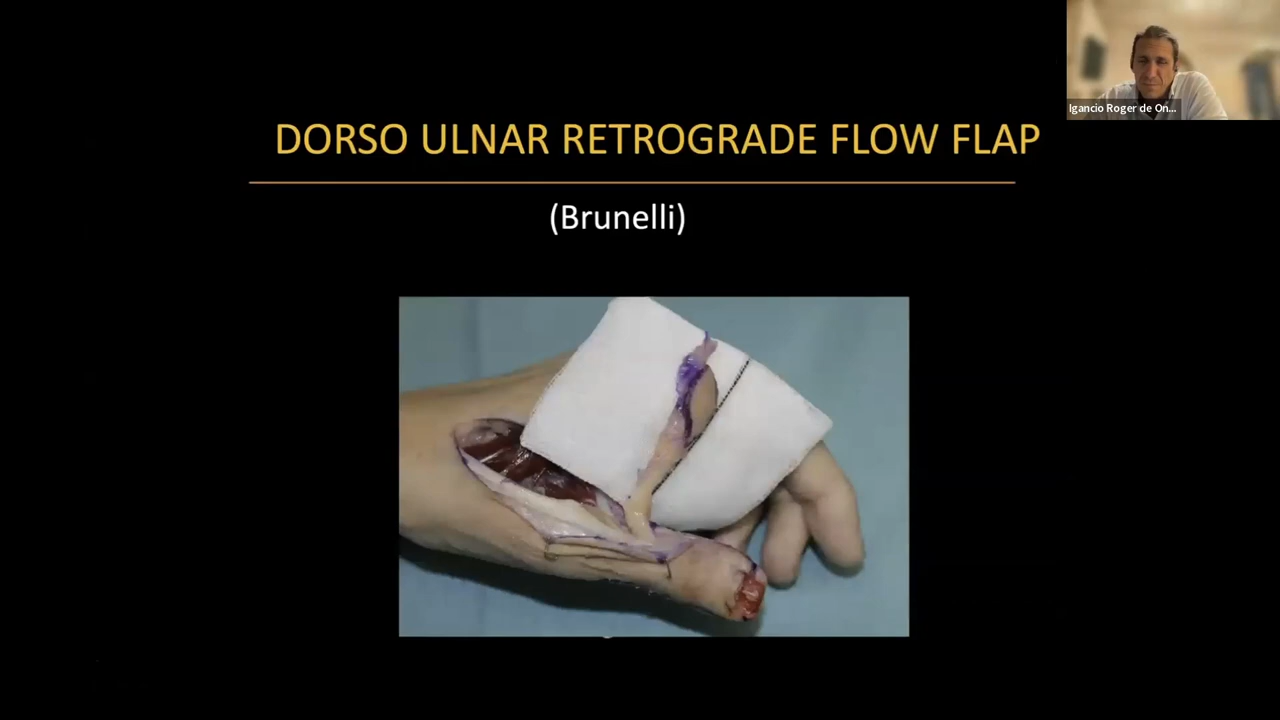 DORSO ULNAR RETROGRADE FLOW FLAP
(Brunelli)
Igancio Roger de On...